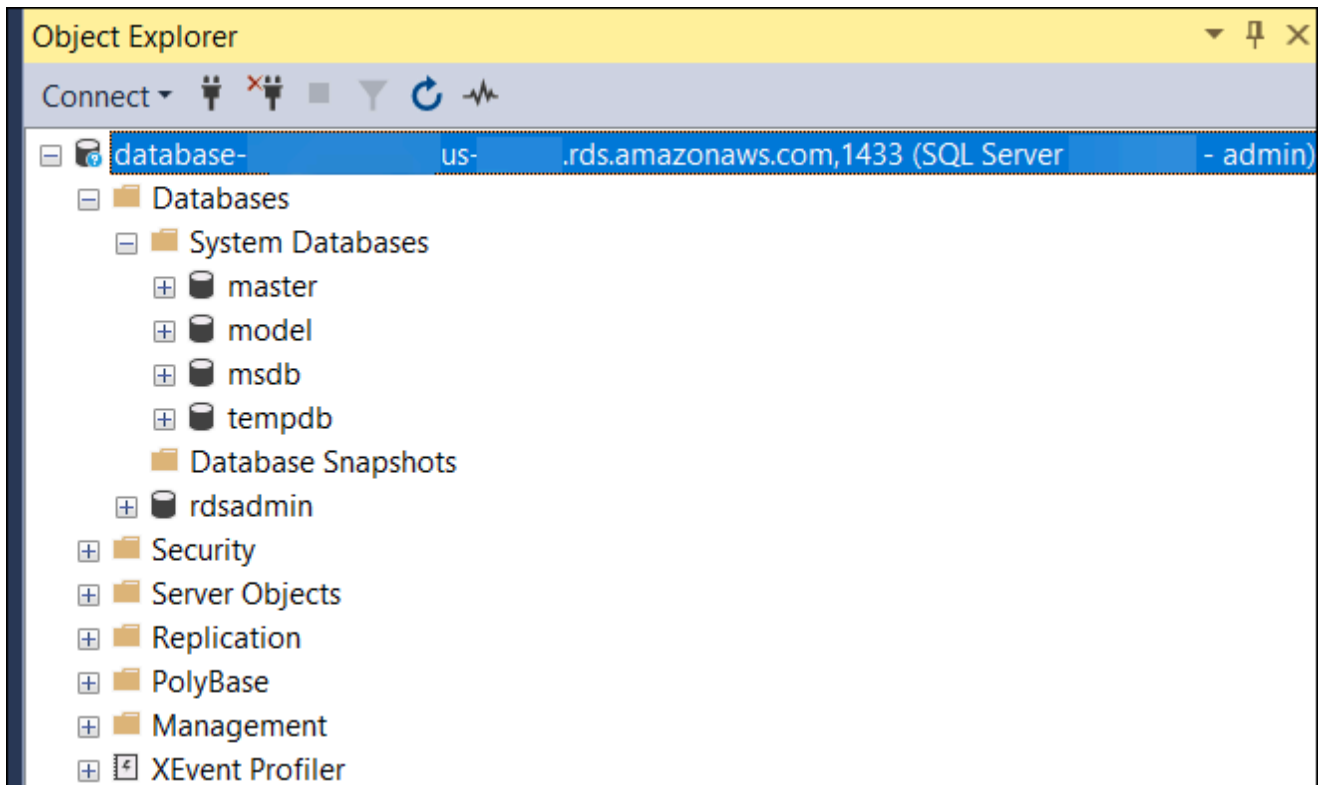 Object Explorer
Connect
database- us- .rds.amazonaws.com,1433 (SQL Server - admin)
Databases
System Databases
master
model
msdb
tempdb
Database Snapshots
rdsadmin
Security
Server Objects
Replication
PolyBase
Management
XEvent Profiler